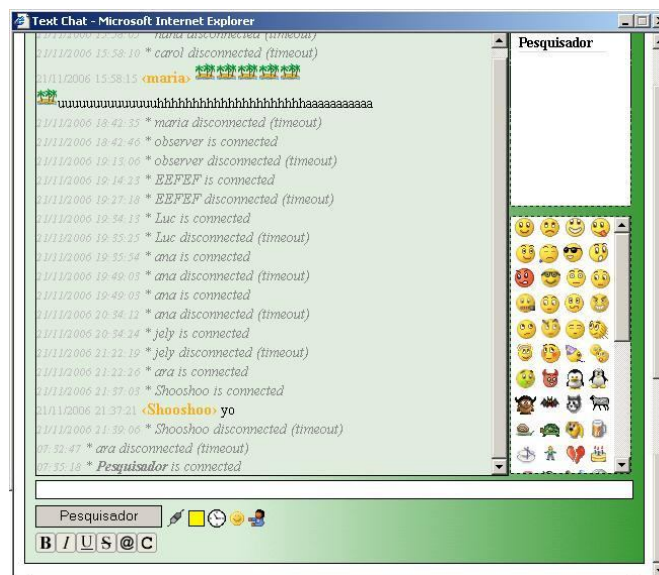 Text Chat - Microsoft Internet Explorer
disconnected (timeout)
21/11/2006 15:58:10 * carol disconnected (timeout)
21/11/2006 15:58:15 ‹maria›
uuuuuuuuuuuuuuhhhhhhhhhhhhhhhhhhhhhhaaaaaaaaaaa
21/11/2006 18:42:35 * maria disconnected (timeout)
21/11/2006 18:42:46 * observer is connected
21/11/2006 19:13:06 * observer disconnected (timeout)
21/11/2006 19:14:23 * EEFEF is connected
21/11/2006 19:27:18 * EEFEF disconnected (timeout)
21/11/2006 19:34:13 * Luc is connected
21/11/2006 19:35:25 * Luc disconnected (timeout)
21/11/2006 19:35:54 * ana is connected
21/11/2006 19:49:03 * ana disconnected (timeout)
21/11/2006 19:49:03 * ana is connected
21/11/2006 20:34:12 * ana disconnected (timeout)
21/11/2006 20:34:24 * jely is connected
21/11/2006 21:22:19 * jely disconnected (timeout)
21/11/2006 21:22:26 * ara is connected
21/11/2006 21:37:03 * Shooshoo is connected
21/11/2006 21:37:21 ‹Shooshoo› yo
21/11/2006 21:39:06 * Shooshoo disconnected (timeout)
07:32:47 * ara disconnected (timeout)
07:35:18 * Pesquisador is connected
Pesquisador
Pesquisador
B I U S @ C